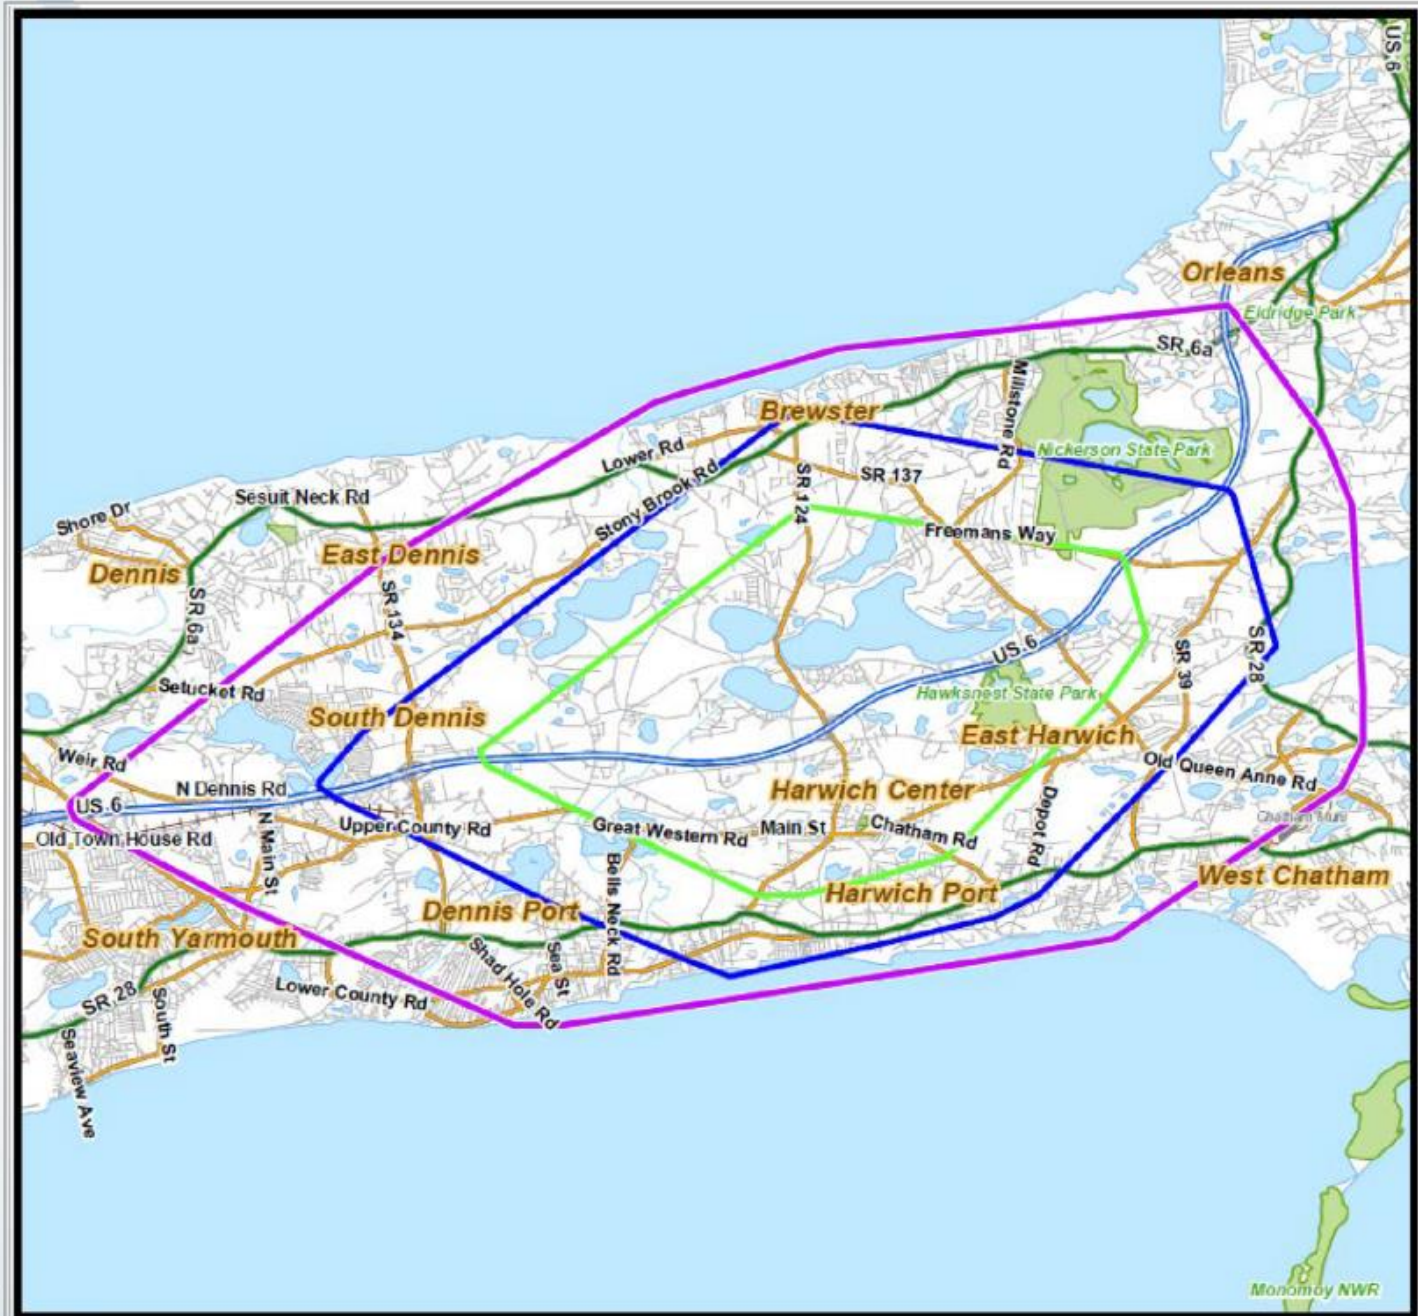 US 6
Orleans
Eldridge Park
SR 6a
Millstone Rd
Brewster
Nickerson State Park
Lower Rd
SR 137
Stony Brook Rd
SR 124
Sesuit Neck Rd
Shore Dr
Freemans Way
East Dennis
Dennis
SR 6a
SR 134
US 6
SR 39
SR 28
Setucket Rd
Hawksnest State Park
South Dennis
East Harwich
Weir Rd
Old Queen Anne Rd
N Dennis Rd
Harwich Center
US 6
Depot Rd
Chatham Muni
Old Town House Rd
N Main St
Upper County Rd
Great Western Rd
Main St
Chatham Rd
Bells Neck Rd
West Chatham
Harwich Port
Dennis Port
South Yarmouth
Shad Hole Rd
Sea St
Lower County Rd
SR 28
South St
Seaview Ave
Monomoy NWR